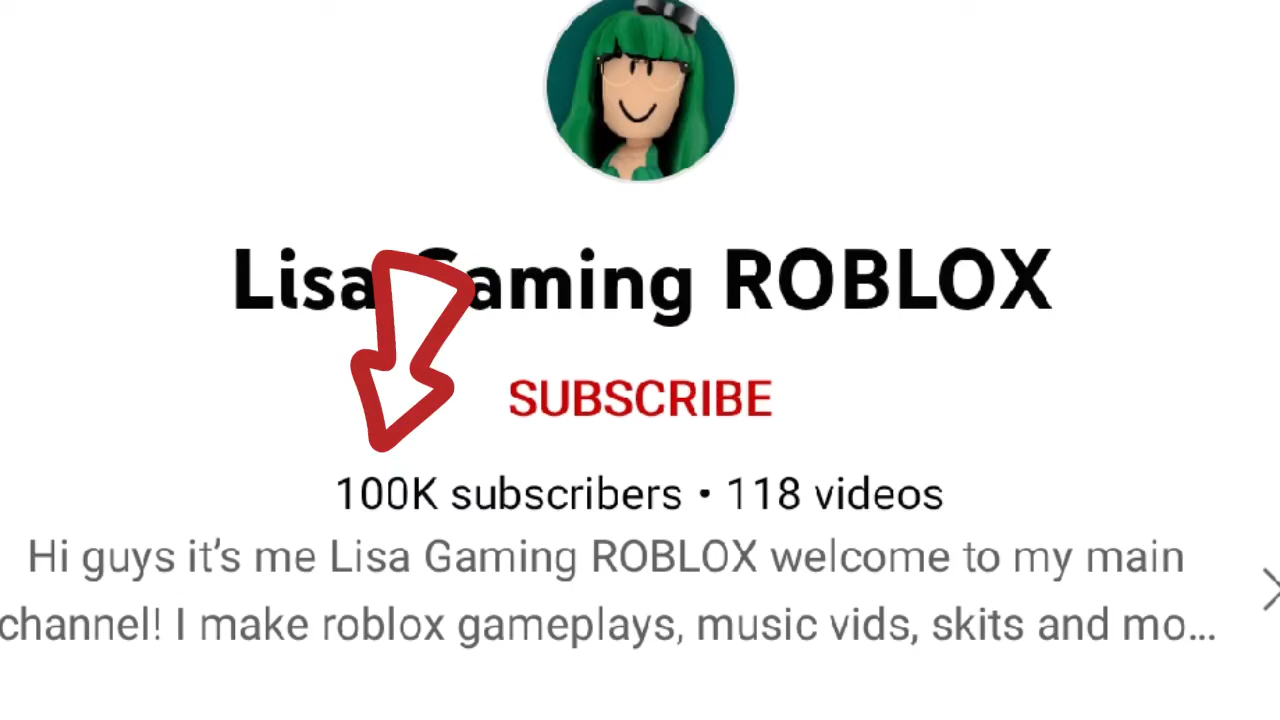 Lisa Gaming ROBLOX
SUBSCRIBE
100K subscribers • 118 videos
Hi guys it’s me Lisa Gaming ROBLOX welcome to my main
channel! I make roblox gameplays, music vids, skits and mo...